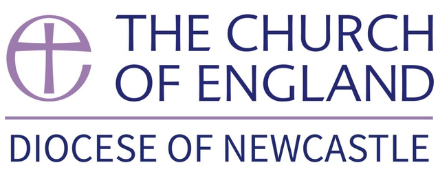 THE CHURCH
OF ENGLAND
DIOCESE OF NEWCASTLE